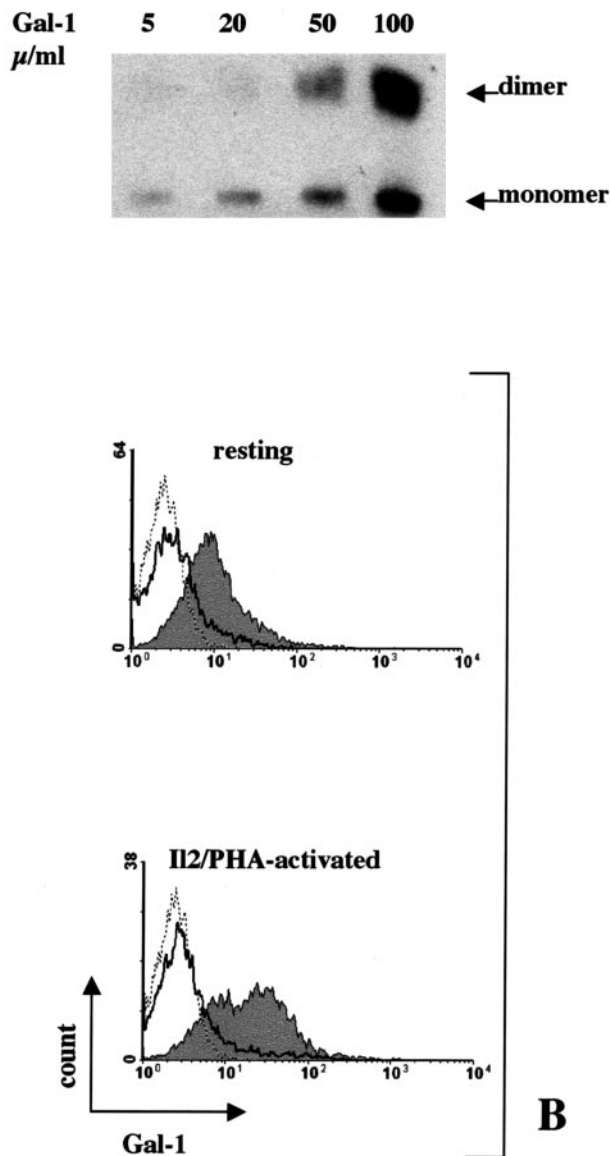 Gal-1 5 20 50 100
µ/ml
dimer
monomer
64
resting
0
10⁰ 10¹ 10² 10³ 10⁴
38
Il2/PHA-activated
0
10⁰ 10¹ 10² 10³ 10⁴
count
Gal-1
B